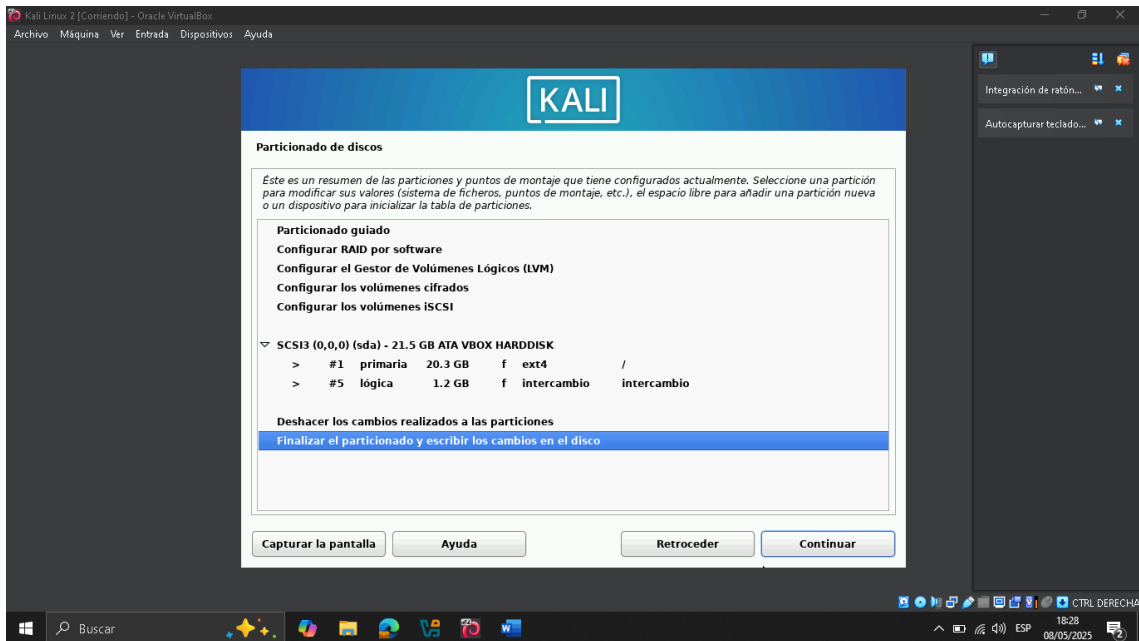 Kali Linux 2 [Corriendo] - Oracle VirtualBox
Archivo Máquina Ver Entrada Dispositivos Ayuda
Integración de ratón...
Autocapturar teclado...
KALI
Particionado de discos
Éste es un resumen de las particiones y puntos de montaje que tiene configurados actualmente. Seleccione una partición
para modificar sus valores (sistema de ficheros, puntos de montaje, etc.), el espacio libre para añadir una partición nueva
o un dispositivo para inicializar la tabla de particiones.
Particionado guiado
Configurar RAID por software
Configurar el Gestor de Volúmenes Lógicos (LVM)
Configurar los volúmenes cifrados
Configurar los volúmenes iSCSI
SCSI3 (0,0,0) (sda) - 21.5 GB ATA VBOX HARDDISK
> #1 primaria 20.3 GB f ext4 /
> #5 lógica 1.2 GB f intercambio intercambio
Deshacer los cambios realizados a las particiones
Finalizar el particionado y escribir los cambios en el disco
Capturar la pantalla Ayuda Retroceder Continuar
CTRL DERECHA
Buscar
ESP
18:28
08/05/2025
2